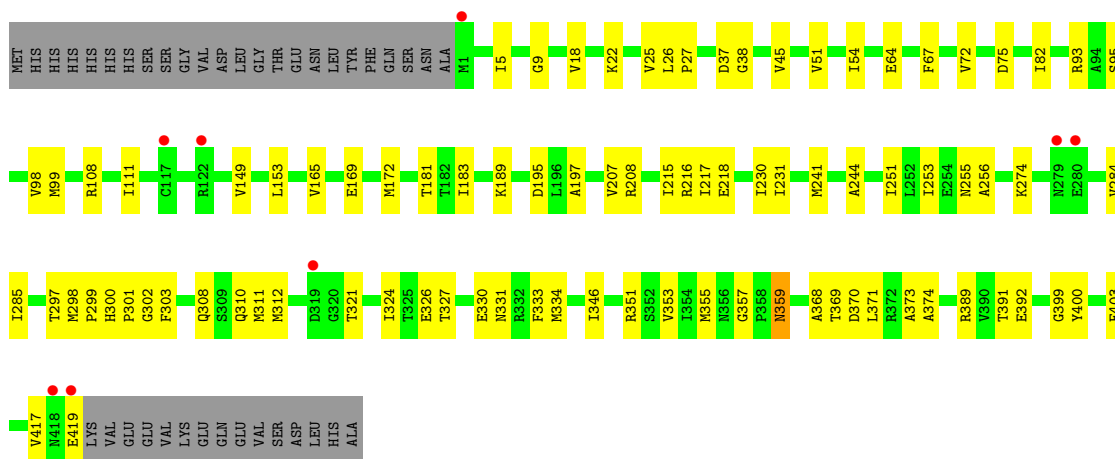 MET HIS HIS HIS HIS HIS HIS SER SER GLY VAL ASP LEU GLY THR GLU ASN LEU TYR PHE GLN SER ASN ALA M1 I5 G9 V18 K22 V25 L26 P27 D37 G38 V45 V51 I54 E64 F67 V72 D75 I82 R93 A94 S95
V98 M99 R108 I111 C117 R122 V149 L153 V165 E169 M172 T181 T182 I183 K189 D195 L196 A197 V207 R208 I215 R216 I217 E218 I230 I231 M241 A244 I251 L252 I253 E254 N255 A256 K274 N279 E280 V284
I285 T297 M298 P299 H300 P301 G302 F303 Q308 S309 Q310 M311 M312 D319 G320 T321 I324 T325 E326 T327 E330 N331 R332 F333 M334 I346 R351 S352 V353 I354 M355 N356 G357 P358 N359 A368 T369 D370 L371 R372 A373 A374 R389 V390 T391 E392 G399 Y400
V417 N418 E419 LYS VAL GLU GLU VAL LYS GLU GLN GLU VAL SER ASP LEU HIS ALA